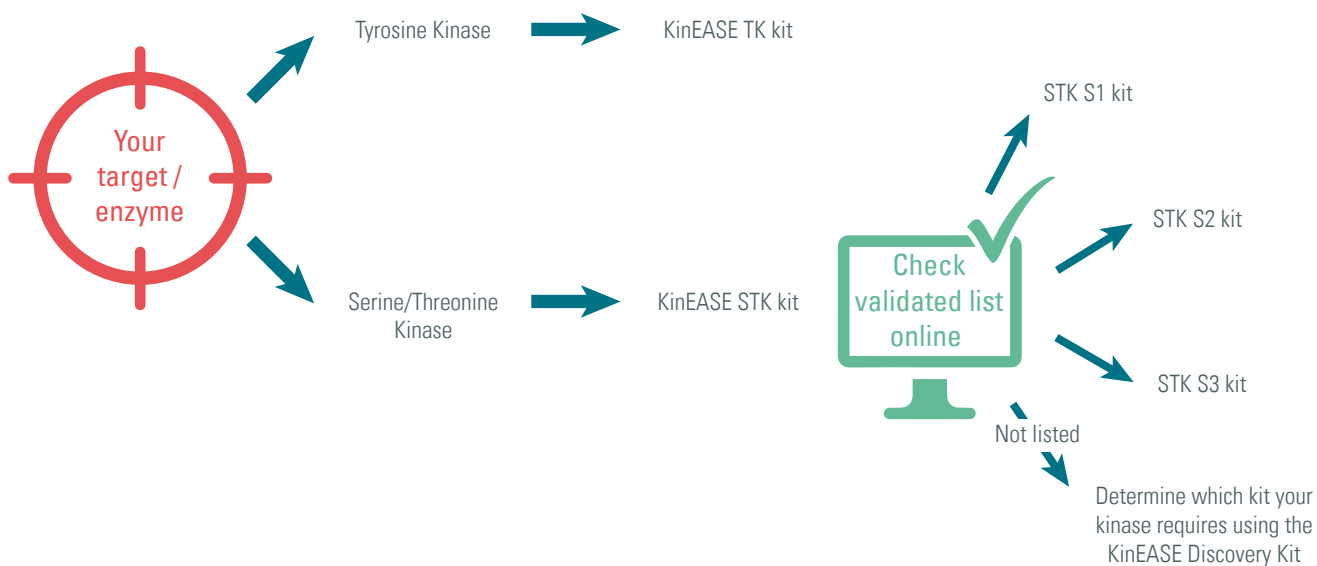 Your
target /
enzyme
Tyrosine Kinase
KinEASE TK kit
Serine/Threonine
Kinase
KinEASE STK kit
Check
validated list
online
STK S1 kit
STK S2 kit
STK S3 kit
Not listed
Determine which kit your
kinase requires using the
KinEASE Discovery Kit